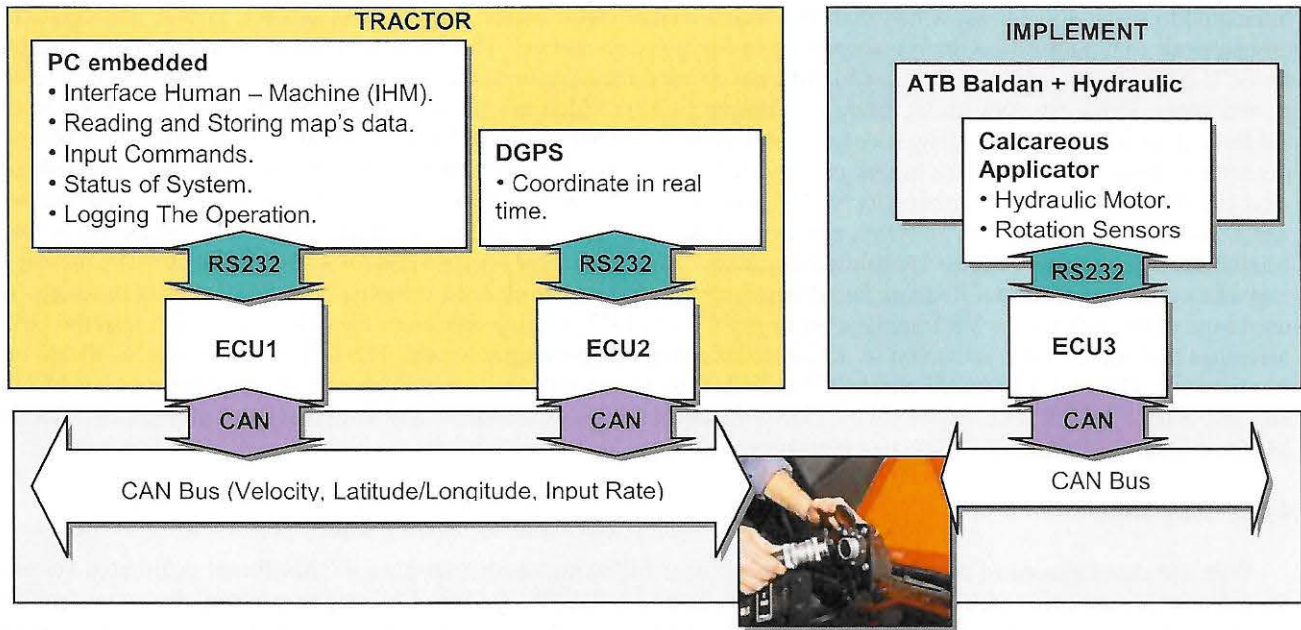 TRACTOR
PC embedded
• Interface Human – Machine (IHM).
• Reading and Storing map's data.
• Input Commands.
• Status of System.
• Logging The Operation.
DGPS
• Coordinate in real
time.
RS232
RS232
ECU1
ECU2
CAN
CAN
CAN Bus (Velocity, Latitude/Longitude, Input Rate)
IMPLEMENT
ATB Baldan + Hydraulic
Calcareous
Applicator
• Hydraulic Motor.
• Rotation Sensors
RS232
ECU3
CAN
CAN Bus